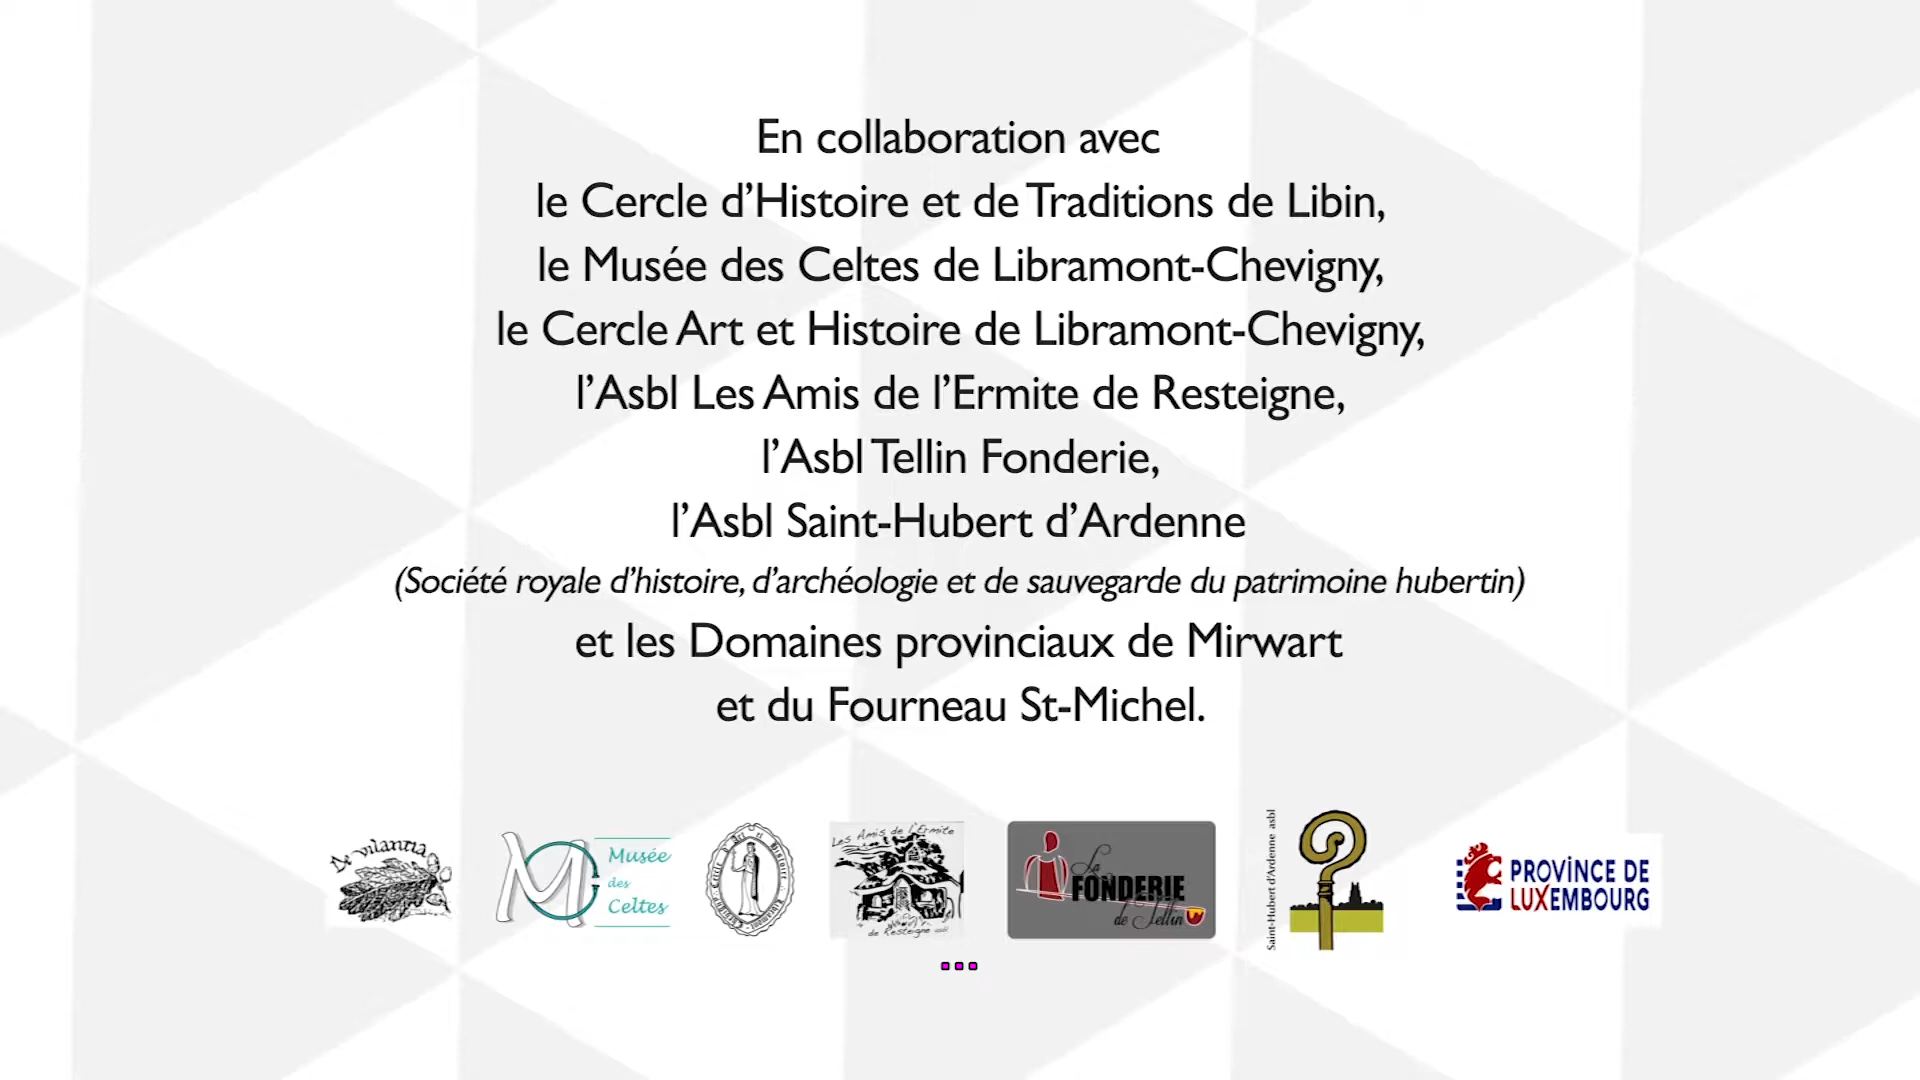 En collaboration avec
le Cercle d’Histoire et de Traditions de Libin,
le Musée des Celtes de Libramont-Chevigny,
le Cercle Art et Histoire de Libramont-Chevigny,
l’Asbl Les Amis de l’Ermite de Resteigne,
l’Asbl Tellin Fonderie,
l’Asbl Saint-Hubert d’Ardenne
(Société royale d’histoire, d’archéologie et de sauvegarde du patrimoine hubertin)
et les Domaines provinciaux de Mirwart
et du Fourneau St-Michel.
Musée
des
Celtes
Les Amis de l'Ermite
de Resteigne asbl
La
FONDERIE
de Tellin
Saint-Hubert d'Ardenne asbl
PROVINCE DE
LUXEMBOURG
...